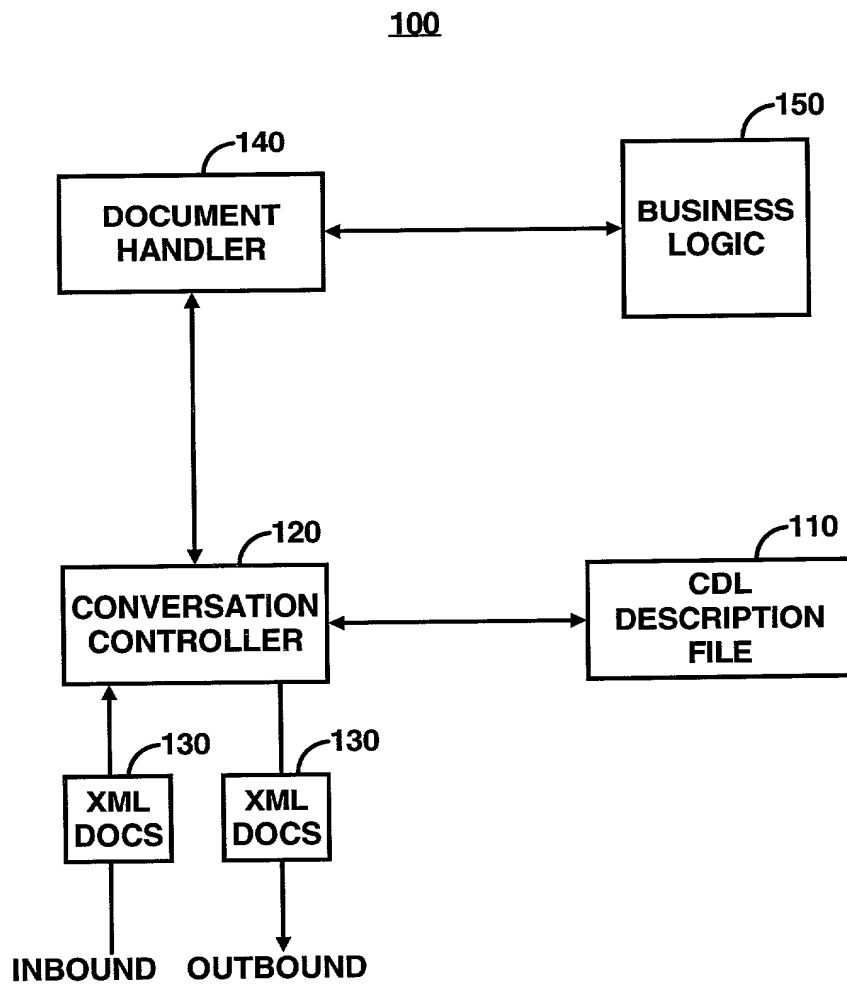 100
150
140
DOCUMENT
HANDLER
BUSINESS
LOGIC
120
110
CONVERSATION
CONTROLLER
CDL
DESCRIPTION
FILE
130
130
XML
DOCS
XML
DOCS
INBOUND
OUTBOUND